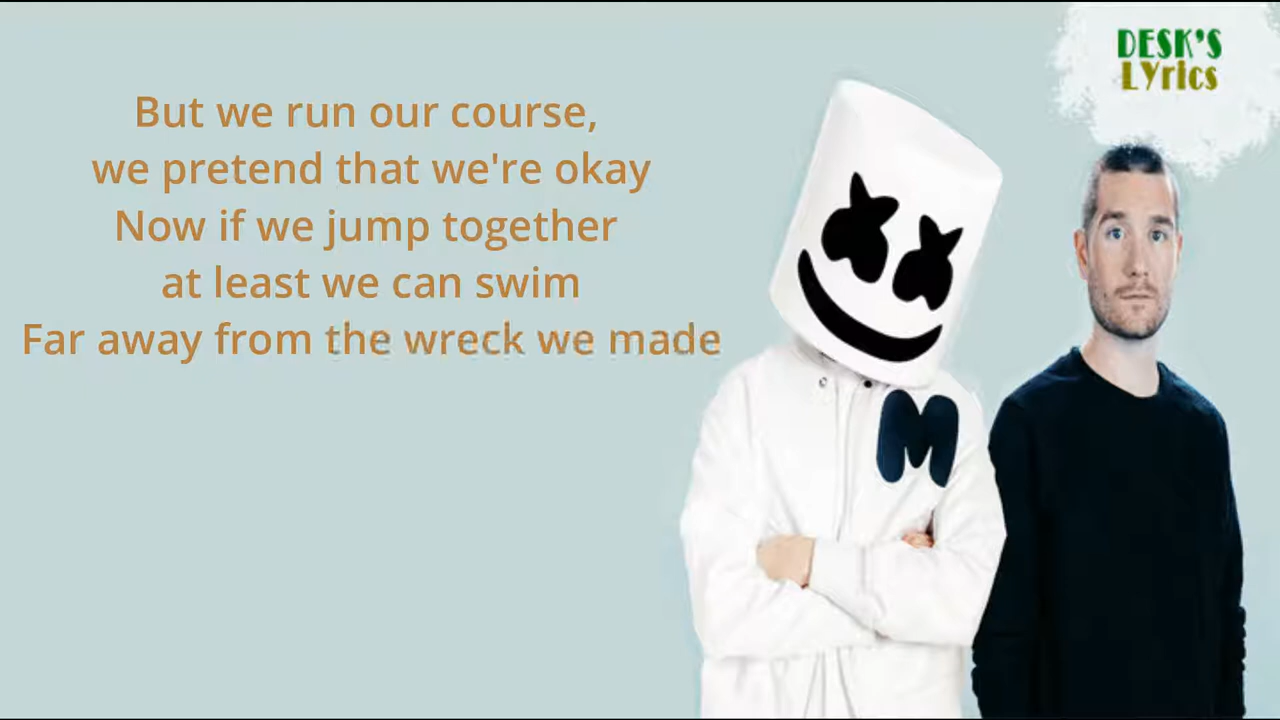 But we run our course,
we pretend that we're okay
Now if we jump together
at least we can swim
Far away from the wreck we made
DESK'S
LYrics
M